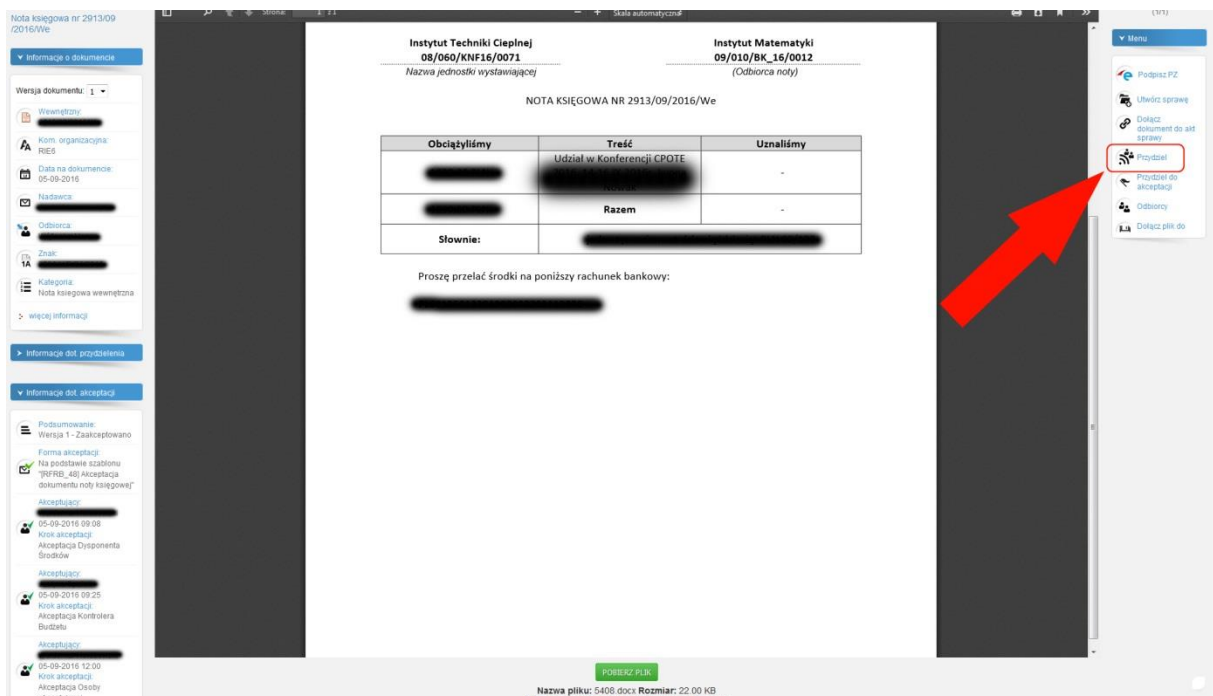 Nota księgowa nr 2913/09
/2016/We
Informacje o dokumencie
Wersja dokumentu: 1
Wewnętrzny:
Kom. organizacyjna:
RIE6
Data na dokumencie:
05-09-2016
Nadawca:
Odbiorca:
Znak:
Kategoria:
Nota księgowa wewnętrzna
więcej informacji
Informacje dot. przydzielenia
Informacje dot. akceptacji
Podsumowanie:
Wersja 1 - Zaakceptowano
Forma akceptacji:
Na podstawie szablonu
"[RFRB_48] Akceptacja
dokumentu noty księgowej"
Akceptujący:
05-09-2016 09:08
Krok akceptacji:
Akceptacja Dysponenta
Środków
Akceptujący:
05-09-2016 09:25
Krok akceptacji:
Akceptacja Kontrolera
Budżetu
Akceptujący:
05-09-2016 12:00
Krok akceptacji:
Akceptacja Osoby
Strona: 1 z 1
Skala automatyczna
Instytut Techniki Cieplnej
08/060/KNF16/0071
Nazwa jednostki wystawiającej
Instytut Matematyki
09/010/BK_16/0012
(Odbiorca noty)
NOTA KSIĘGOWA NR 2913/09/2016/We
Obciążyliśmy Treść Uznaliśmy
Udział w Konferencji CPOTE
Nowak
-
Razem -
Słownie:
Proszę przelać środki na poniższy rachunek bankowy:
POBIERZ PLIK
Nazwa pliku: 5408.docx Rozmiar: 22.00 KB
(1/1)
Menu
Podpisz PZ
Utwórz sprawę
Dołącz
dokument do akt
sprawy
Przydziel
Przydziel do
akceptacji
Odbiorcy
Dołącz plik do